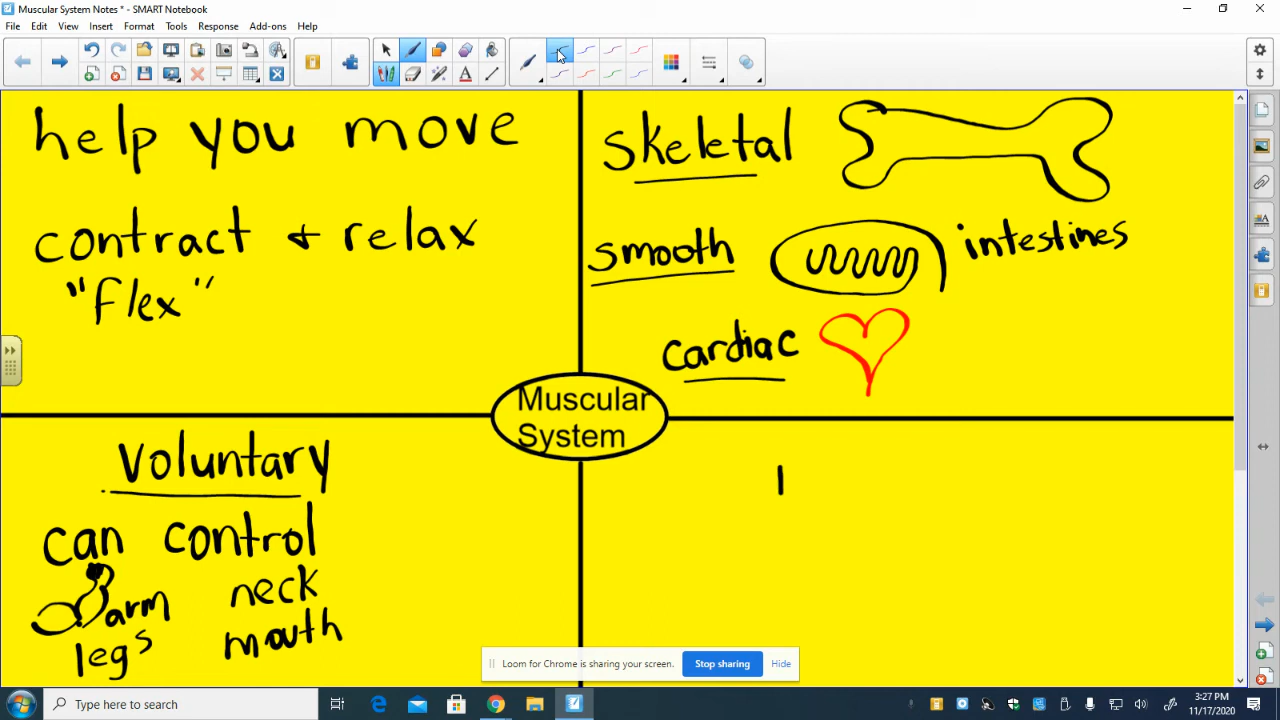 Muscular System Notes * - SMART Notebook
File Edit View Insert Format Tools Response Add-ons Help
help you move
contract + relax
"flex"
skeletal
smooth
intestines
cardiac
Muscular
System
Voluntary
can control
arm neck
legs mouth
I
Loom for Chrome is sharing your screen. Stop sharing Hide
Type here to search
3:27 PM
11/17/2020